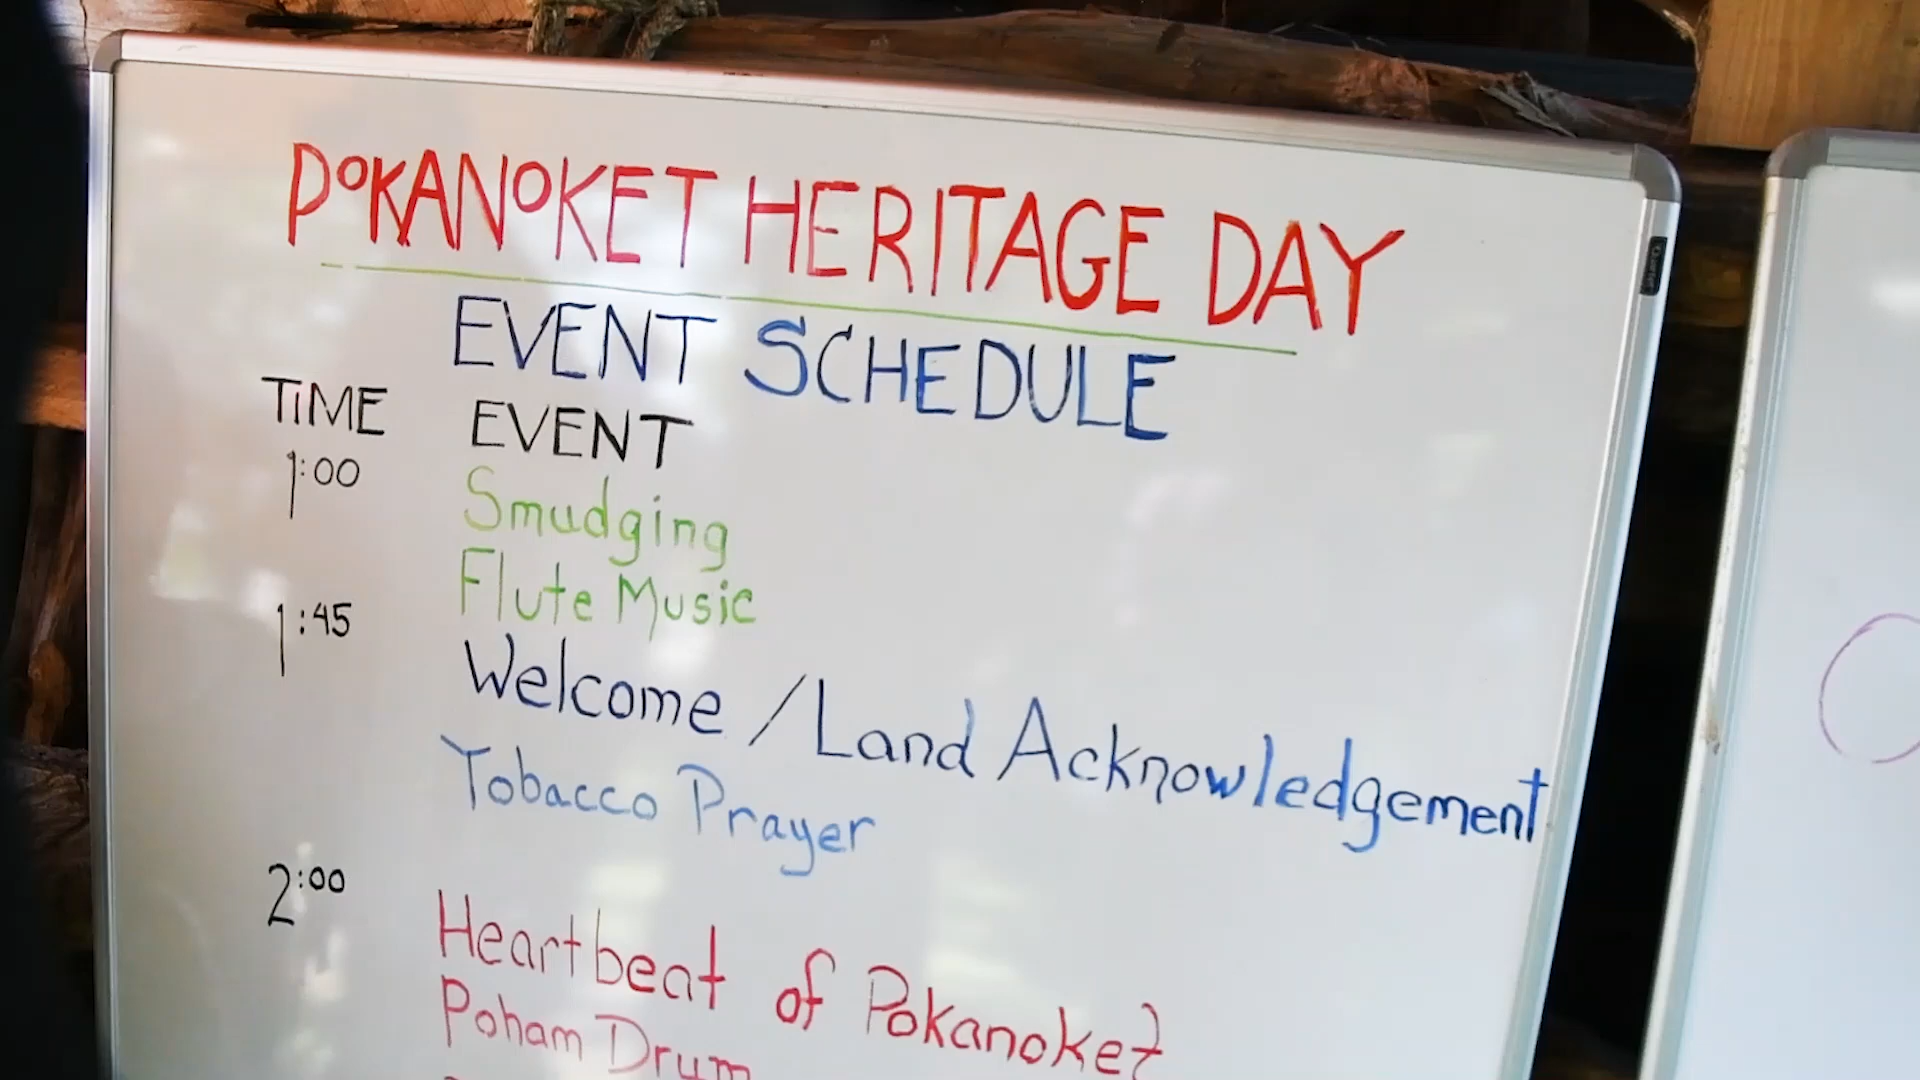 POKANOKET HERITAGE DAY
EVENT SCHEDULE
TIME EVENT
1:00 Smudging
Flute Music
1:45 Welcome / Land Acknowledgement
Tobacco Prayer
2:00 Heartbeat of Pokanoket
Poham Drum